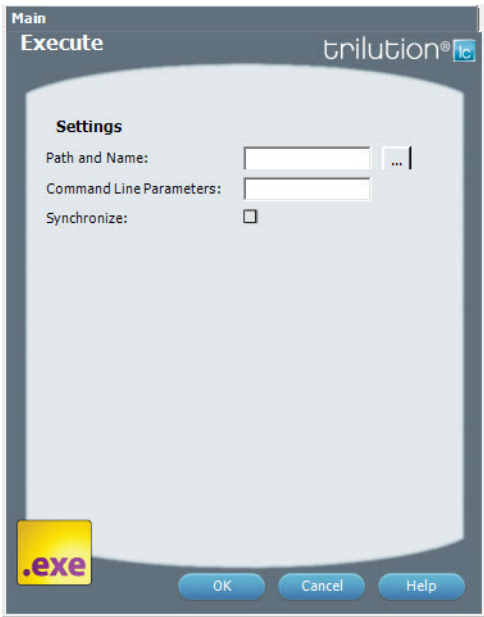 Main
Execute
trilution® lc
Settings
Path and Name:
...
Command Line Parameters:
Synchronize:
.exe
OK
Cancel
Help